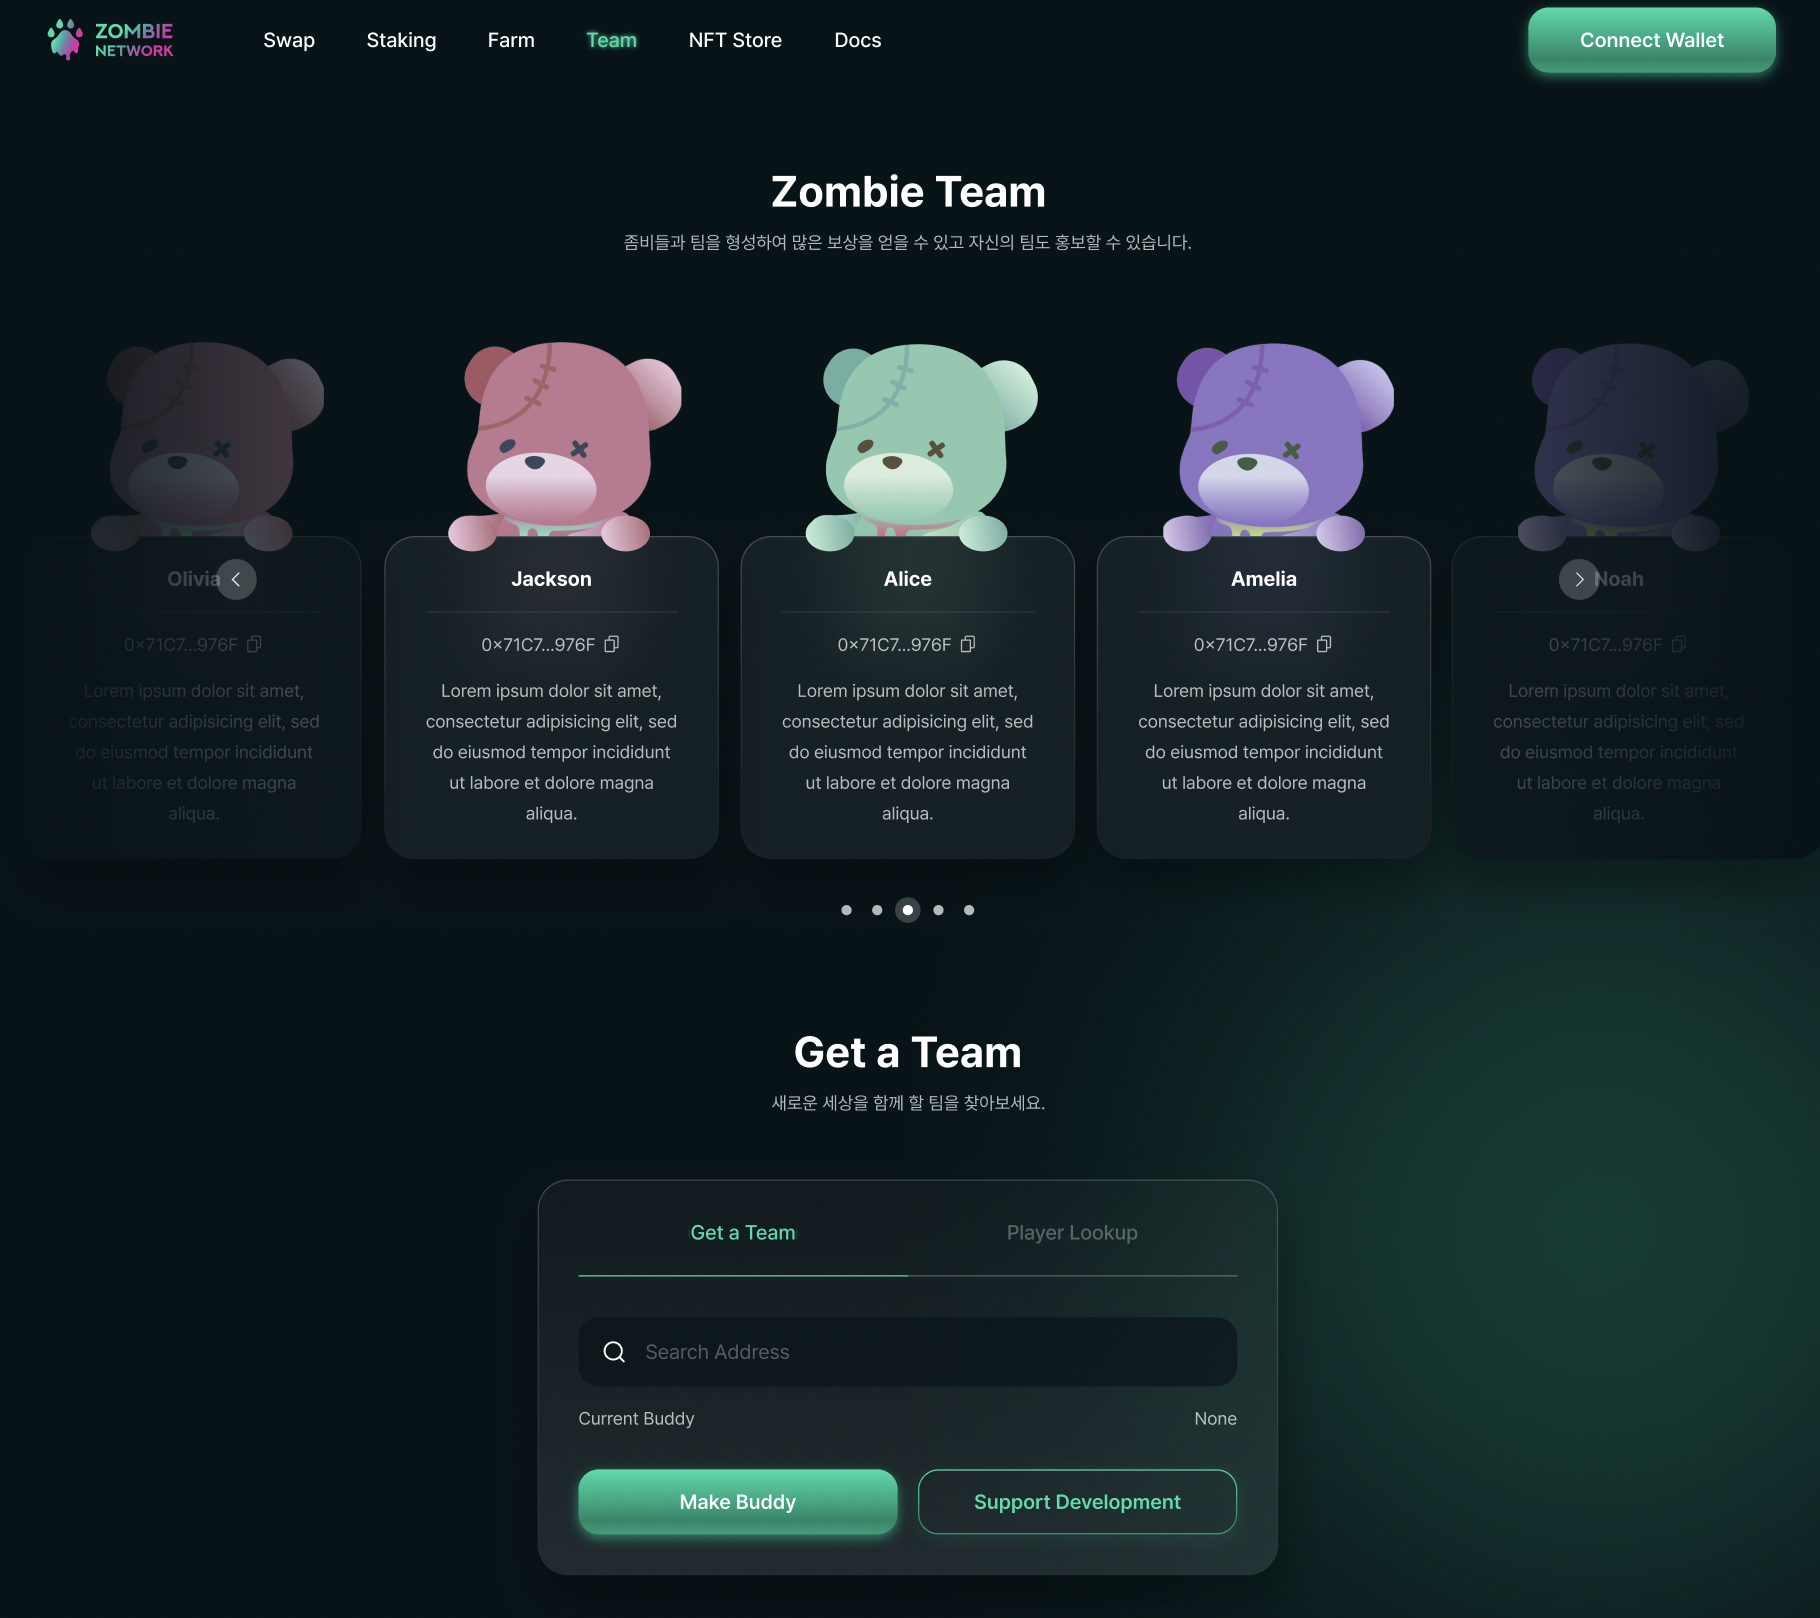 ZOMBIE
NETWORK
Swap
Staking
Farm
Team
NFT Store
Docs
Connect Wallet
Zombie Team
좀비들과 팀을 형성하여 많은 보상을 얻을 수 있고 자신의 팀도 홍보할 수 있습니다.
Olivia
0×71C7...976F
Lorem ipsum dolor sit amet,
consectetur adipisicing elit, sed
do eiusmod tempor incididunt
ut labore et dolore magna
aliqua.
Jackson
0×71C7...976F
Lorem ipsum dolor sit amet,
consectetur adipisicing elit, sed
do eiusmod tempor incididunt
ut labore et dolore magna
aliqua.
Alice
0×71C7...976F
Lorem ipsum dolor sit amet,
consectetur adipisicing elit, sed
do eiusmod tempor incididunt
ut labore et dolore magna
aliqua.
Amelia
0×71C7...976F
Lorem ipsum dolor sit amet,
consectetur adipisicing elit, sed
do eiusmod tempor incididunt
ut labore et dolore magna
aliqua.
Noah
0×71C7...976F
Lorem ipsum dolor sit amet,
consectetur adipisicing elit, sed
do eiusmod tempor incididunt
ut labore et dolore magna
aliqua.
Get a Team
새로운 세상을 함께 할 팀을 찾아보세요.
Get a Team
Player Lookup
Search Address
Current Buddy
None
Make Buddy
Support Development